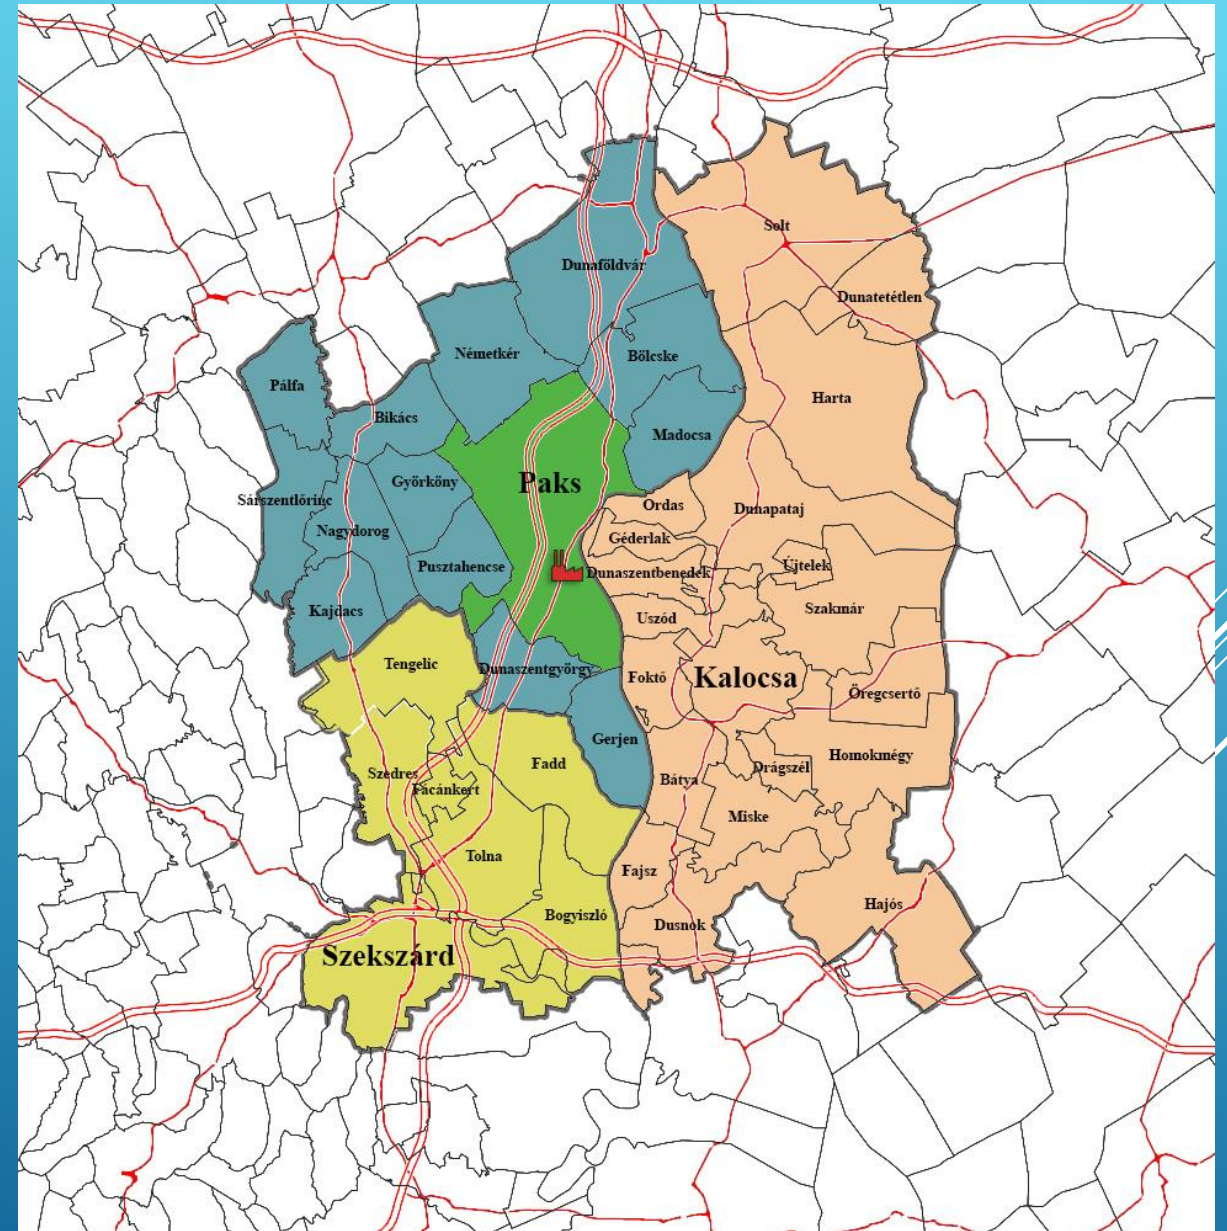 Solt
Dunaföldvár
Dunatetétlen
Németkér
Bölcske
Pálfa
Harta
Bikács
Madocsa
Györköny
Paks
Sárszentlőrinc
Ordas
Dunapataj
Nagydorog
Géderlak
Pusztahencse
Dunaszentbenedek
Újtelek
Kajdacs
Uszód
Szakmár
Tengelic
Dunaszentgyörgy
Foktő
Kalocsa
Öregcsertő
Gerjen
Homokmégy
Fadd
Drágszél
Szedres
Bátya
Fácánkert
Miske
Tolna
Fajsz
Hajós
Bogyiszló
Dusnok
Szekszárd